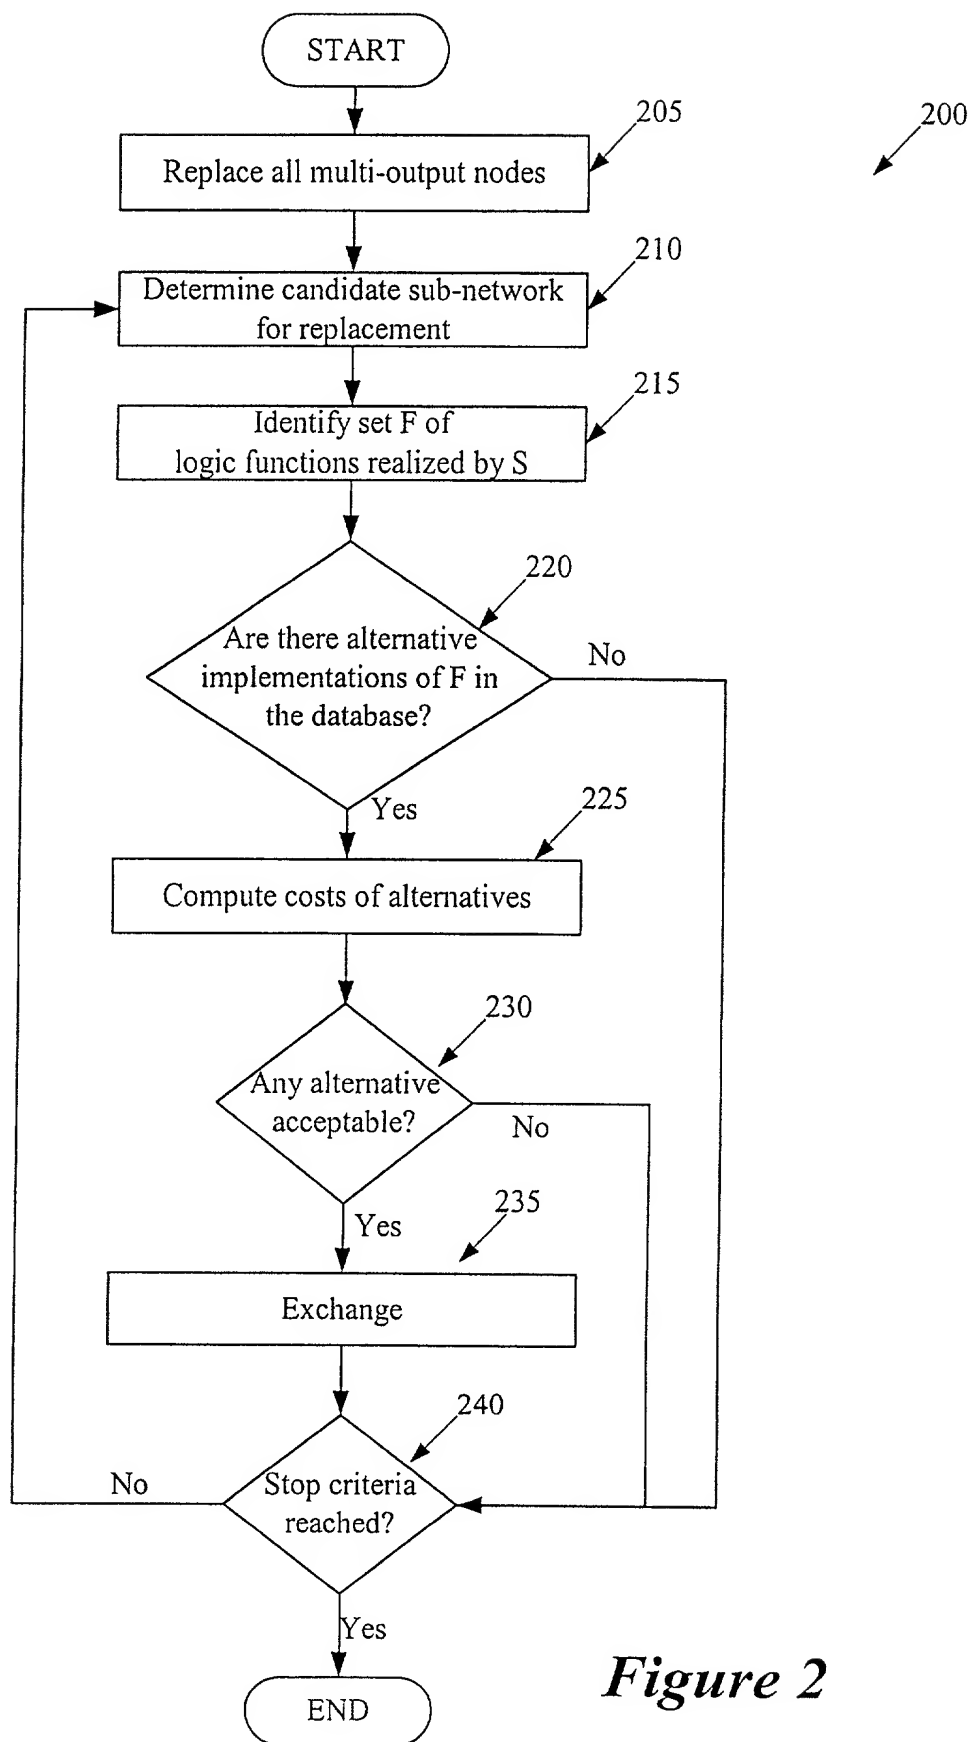 START
205
200
Replace all multi-output nodes
210
Determine candidate sub-network
for replacement
215
Identify set F of
logic functions realized by S
220
Are there alternative
implementations of F in
the database?
No
Yes
225
Compute costs of alternatives
230
Any alternative
acceptable?
No
Yes
235
Exchange
240
Stop criteria
reached?
No
Yes
END
Figure 2